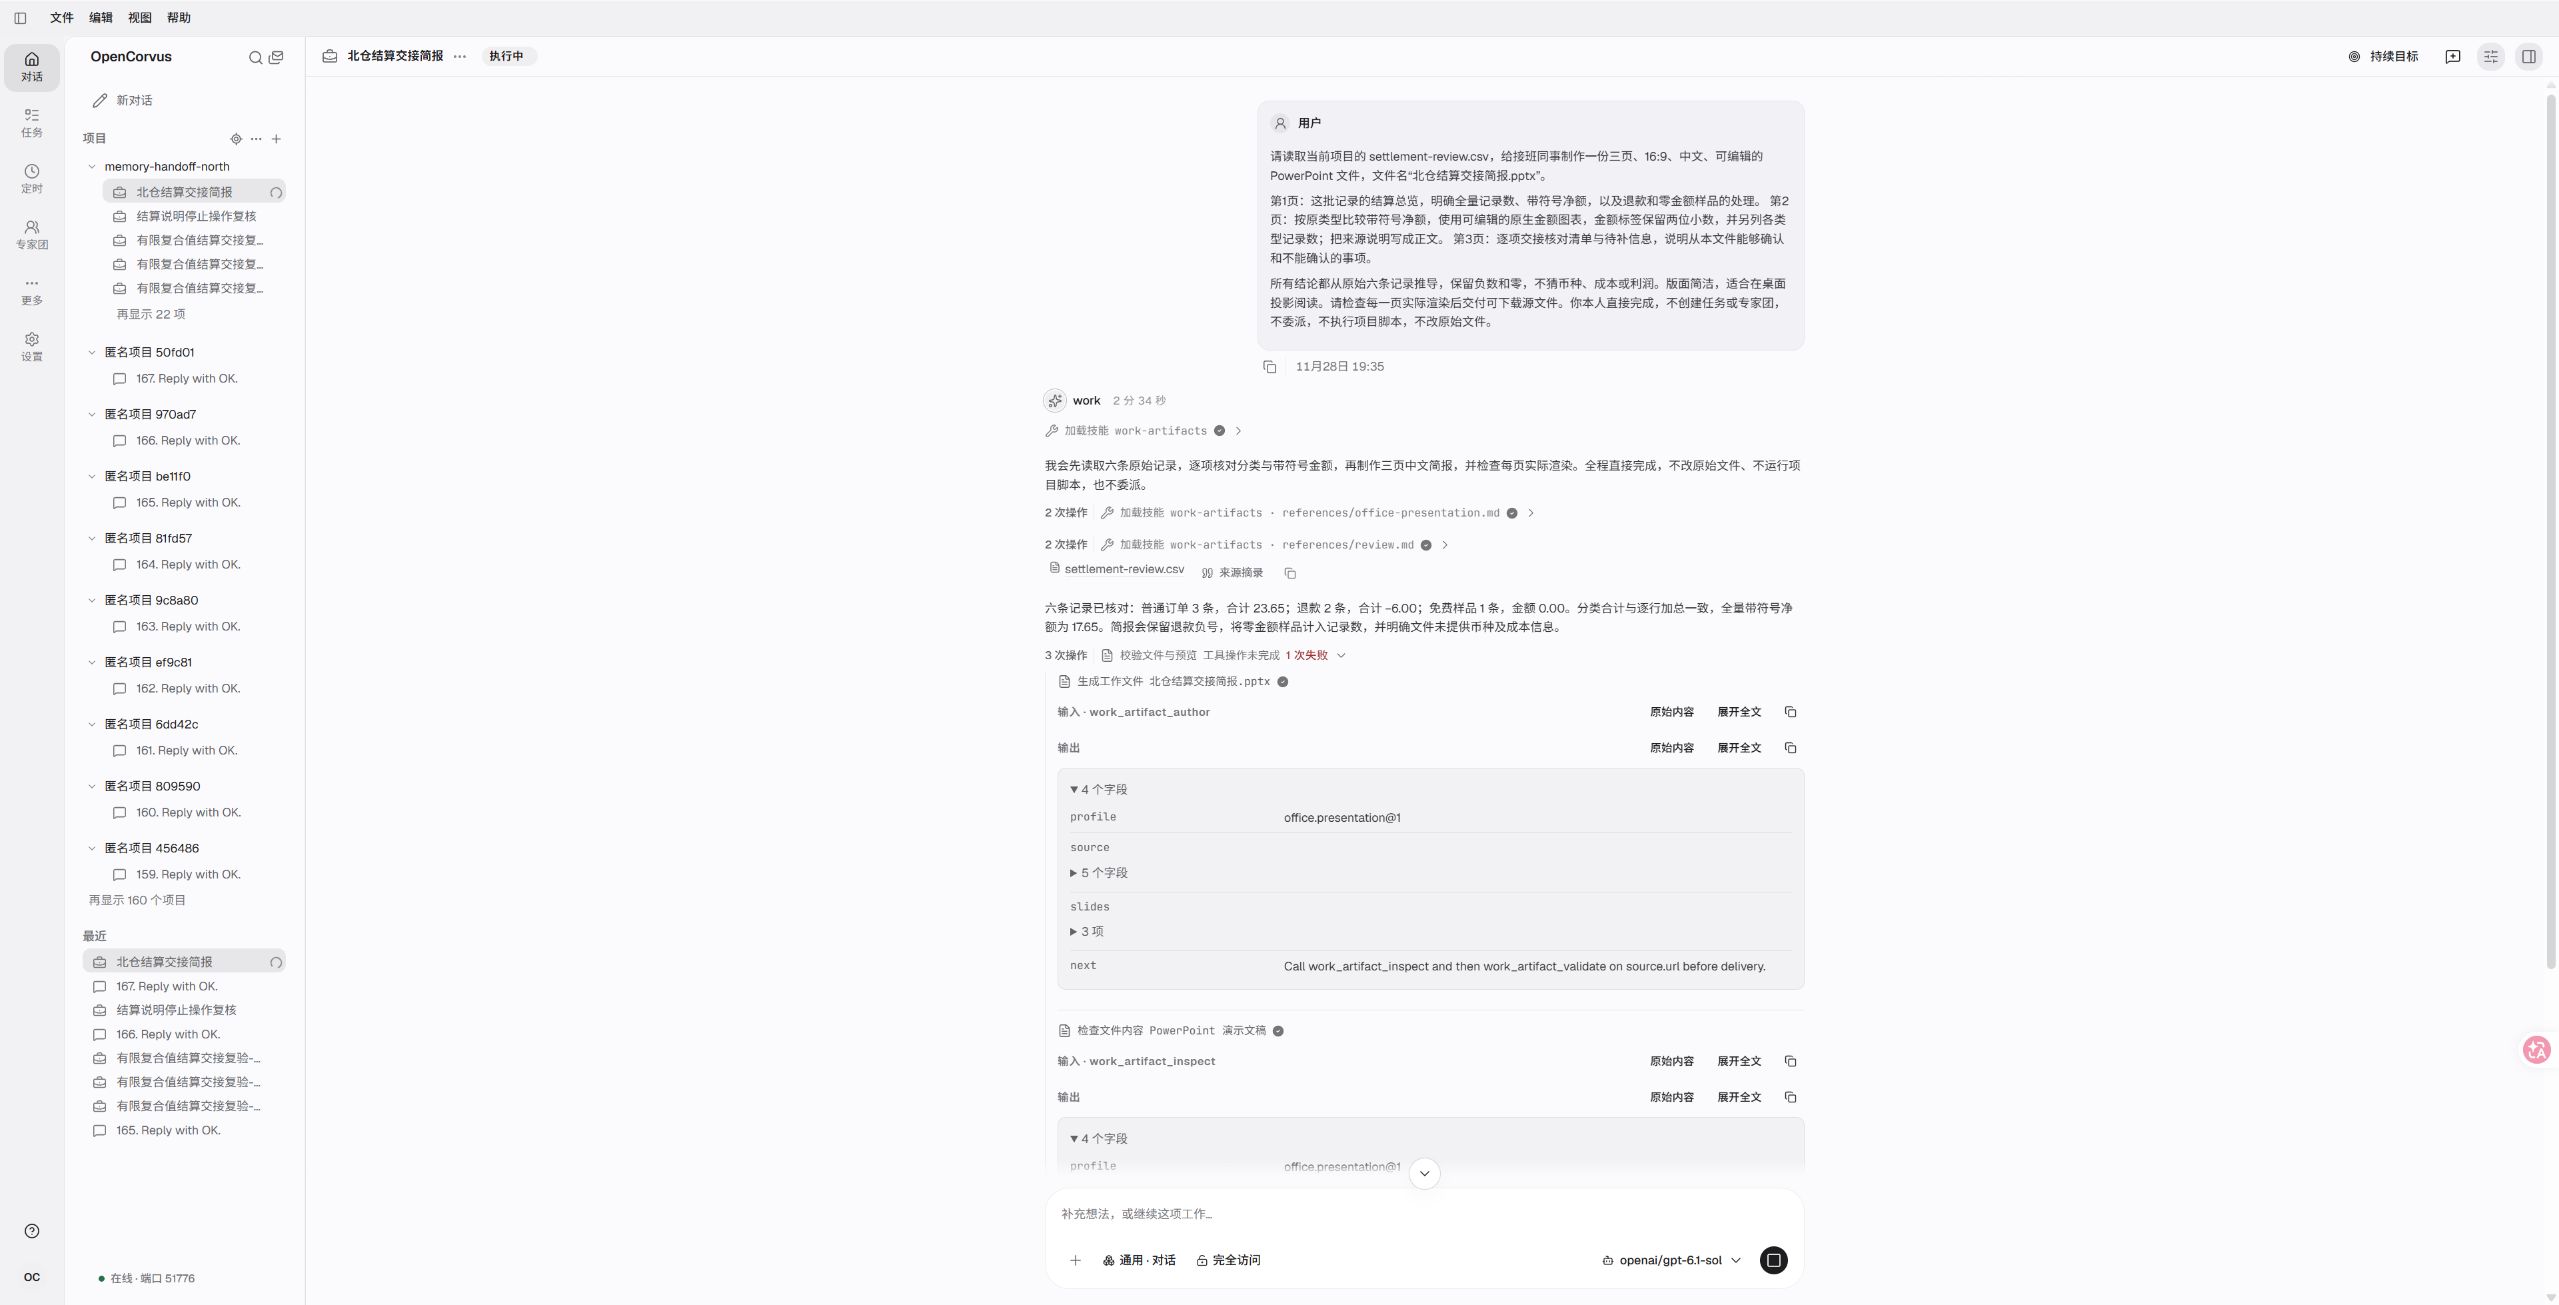 文件 编辑 视图 帮助
对话
任务
定时
专家团
更多
设置
OC
OpenCorvus
新对话
项目
memory-handoff-north
北仓结算交接简报
结算说明停止操作复核
有限复合值结算交接复...
有限复合值结算交接复...
有限复合值结算交接复...
再显示 22 项
匿名项目 50fd01
167. Reply with OK.
匿名项目 970ad7
166. Reply with OK.
匿名项目 be11f0
165. Reply with OK.
匿名项目 81fd57
164. Reply with OK.
匿名项目 9c8a80
163. Reply with OK.
匿名项目 ef9c81
162. Reply with OK.
匿名项目 6dd42c
161. Reply with OK.
匿名项目 809590
160. Reply with OK.
匿名项目 456486
159. Reply with OK.
再显示 160 个项目
最近
北仓结算交接简报
167. Reply with OK.
结算说明停止操作复核
166. Reply with OK.
有限复合值结算交接复验-...
有限复合值结算交接复验-...
有限复合值结算交接复验-...
165. Reply with OK.
在线 · 端口 51776
北仓结算交接简报 ··· 执行中
持续目标
用户
请读取当前项目的 settlement-review.csv，给接班同事制作一份三页、16:9、中文、可编辑的
PowerPoint 文件，文件名“北仓结算交接简报.pptx”。
第1页：这批记录的结算总览，明确全量记录数、带符号净额，以及退款和零金额样品的处理。 第2
页：按原类型比较带符号净额，使用可编辑的原生金额图表，金额标签保留两位小数，并另列各类
型记录数；把来源说明写成正文。 第3页：逐项交接核对清单与待补信息，说明从本文件能够确认
和不能确认的事项。
所有结论都从原始六条记录推导，保留负数和零，不猜币种、成本或利润。版面简洁，适合在桌面
投影阅读。请检查每一页实际渲染后交付可下载源文件。你本人直接完成，不创建任务或专家团，
不委派，不执行项目脚本，不改原始文件。
11月28日 19:35
work 2 分 34 秒
加载技能 work-artifacts
我会先读取六条原始记录，逐项核对分类与带符号金额，再制作三页中文简报，并检查每页实际渲染。全程直接完成，不改原始文件、不运行项
目脚本，也不委派。
2 次操作 加载技能 work-artifacts · references/office-presentation.md
2 次操作 加载技能 work-artifacts · references/review.md
settlement-review.csv 来源摘录
六条记录已核对：普通订单 3 条，合计 23.65；退款 2 条，合计 −6.00；免费样品 1 条，金额 0.00。分类合计与逐行加总一致，全量带符号净
额为 17.65。简报会保留退款负号，将零金额样品计入记录数，并明确文件未提供币种及成本信息。
3 次操作 校验文件与预览 工具操作未完成 1 次失败
生成工作文件 北仓结算交接简报.pptx
输入 · work_artifact_author 原始内容 展开全文
输出 原始内容 展开全文
4 个字段
profile office.presentation@1
source
5 个字段
slides
3 项
next Call work_artifact_inspect and then work_artifact_validate on source.url before delivery.
检查文件内容 PowerPoint 演示文稿
输入 · work_artifact_inspect 原始内容 展开全文
输出 原始内容 展开全文
4 个字段
profile office.presentation@1
补充想法，或继续这项工作...
通用 · 对话 完全访问 openai/gpt-6.1-sol